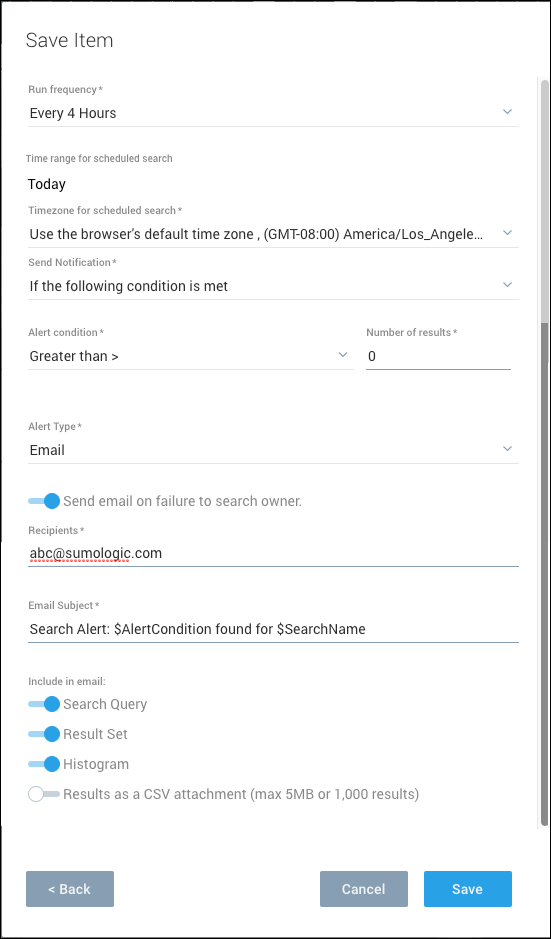 Save Item
Run frequency*
Every 4 Hours
Time range for scheduled search
Today
Timezone for scheduled search*
Use the browser's default time zone , (GMT-08:00) America/Los_Angele...
Send Notification*
If the following condition is met
Alert condition* Number of results*
Greater than > 0
Alert Type*
Email
Send email on failure to search owner.
Recipients*
abc@sumologic.com
Email Subject*
Search Alert: $AlertCondition found for $SearchName
Include in email:
Search Query
Result Set
Histogram
Results as a CSV attachment (max 5MB or 1,000 results)
< Back Cancel Save